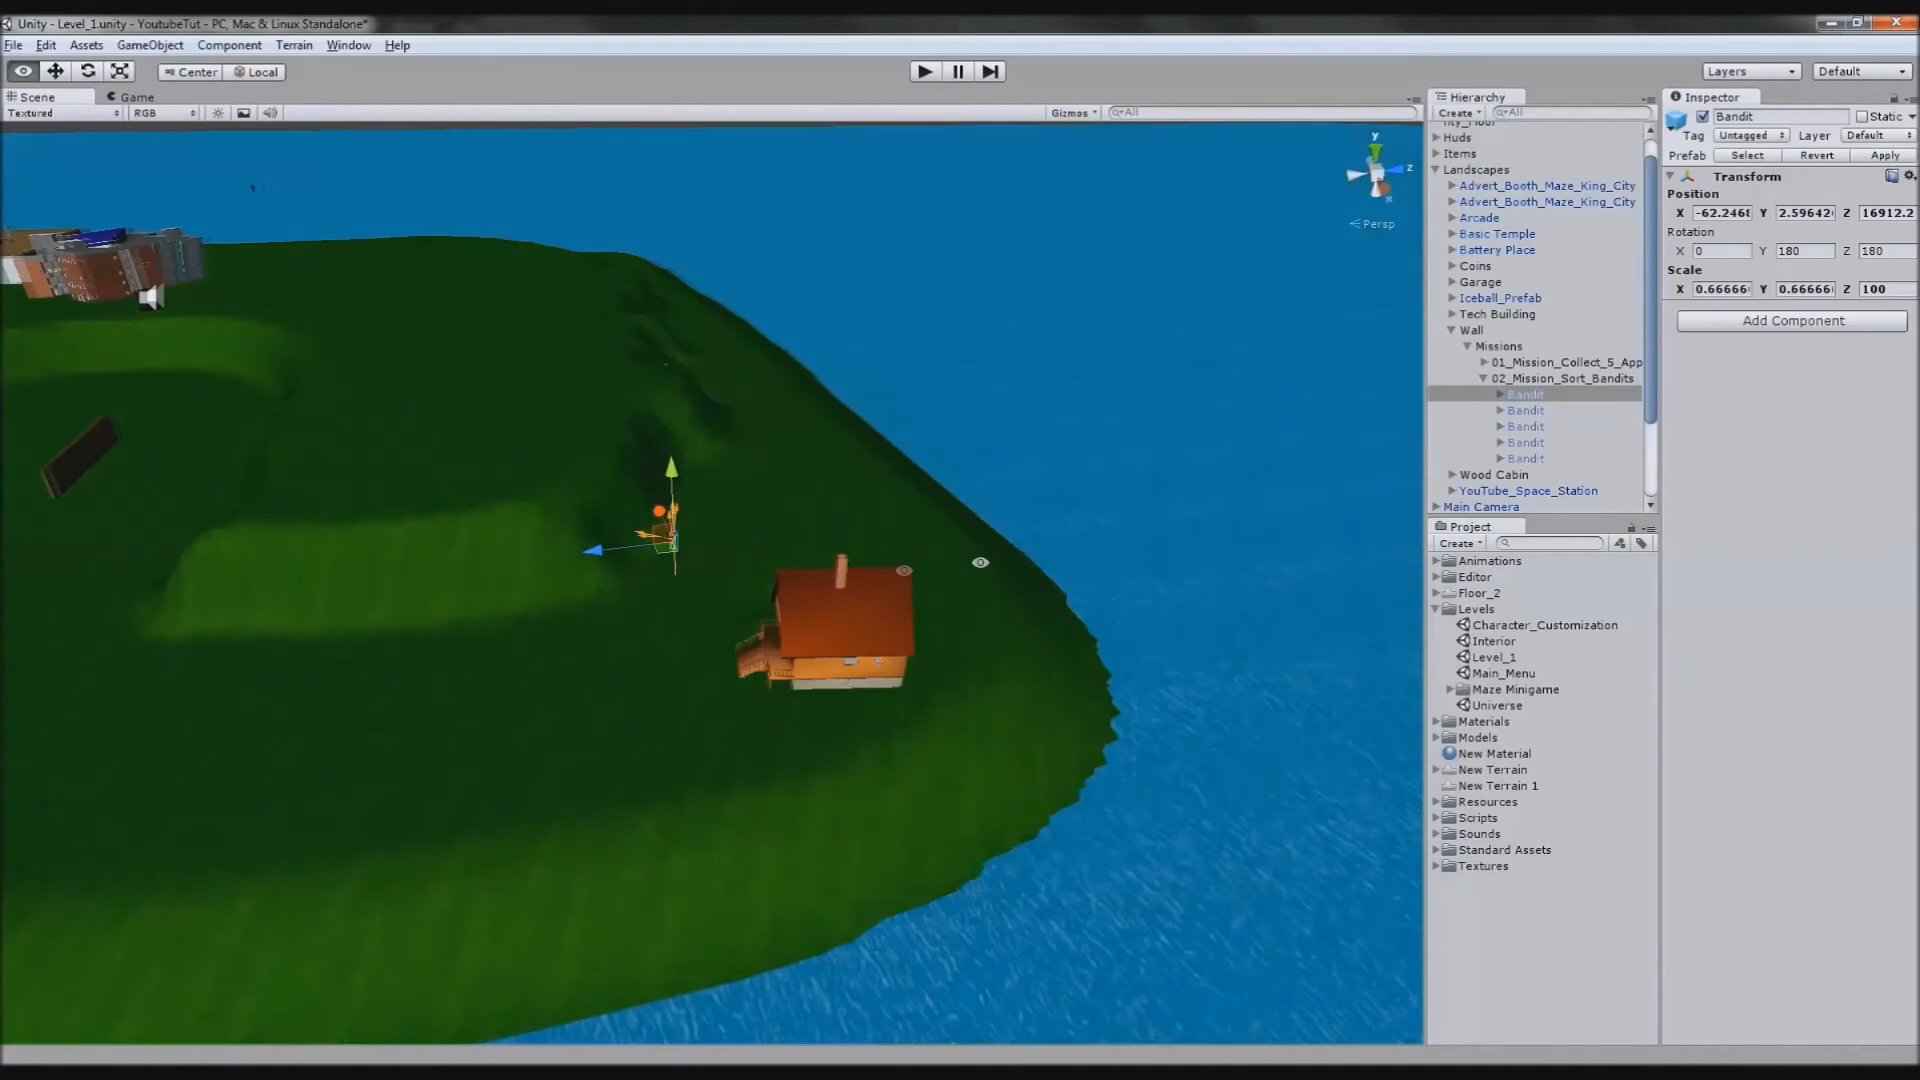 Unity - Level_1.unity - YoutubeTut - PC, Mac & Linux Standalone*
File Edit Assets GameObject Component Terrain Window Help
Center Local Layers Default
Scene Game
Textured RGB Gizmos All
y
z
x
Persp
Hierarchy
Create All
Huds
Items
Landscapes
Advert_Booth_Maze_King_City
Advert_Booth_Maze_King_City
Arcade
Basic Temple
Battery Place
Coins
Garage
Iceball_Prefab
Tech Building
Wall
Missions
01_Mission_Collect_5_App
02_Mission_Sort_Bandits
Bandit
Bandit
Bandit
Bandit
Bandit
Wood Cabin
YouTube_Space_Station
Main Camera
Project
Create
Animations
Editor
Floor_2
Levels
Character_Customization
Interior
Level_1
Main_Menu
Maze Minigame
Universe
Materials
Models
New Material
New Terrain
New Terrain 1
Resources
Scripts
Sounds
Standard Assets
Textures
Inspector
Bandit Static
Tag Untagged Layer Default
Prefab Select Revert Apply
Transform
Position
X -62.246 Y 2.59642 Z 16912.2
Rotation
X 0 Y 180 Z 180
Scale
X 0.66666 Y 0.66666 Z 100
Add Component